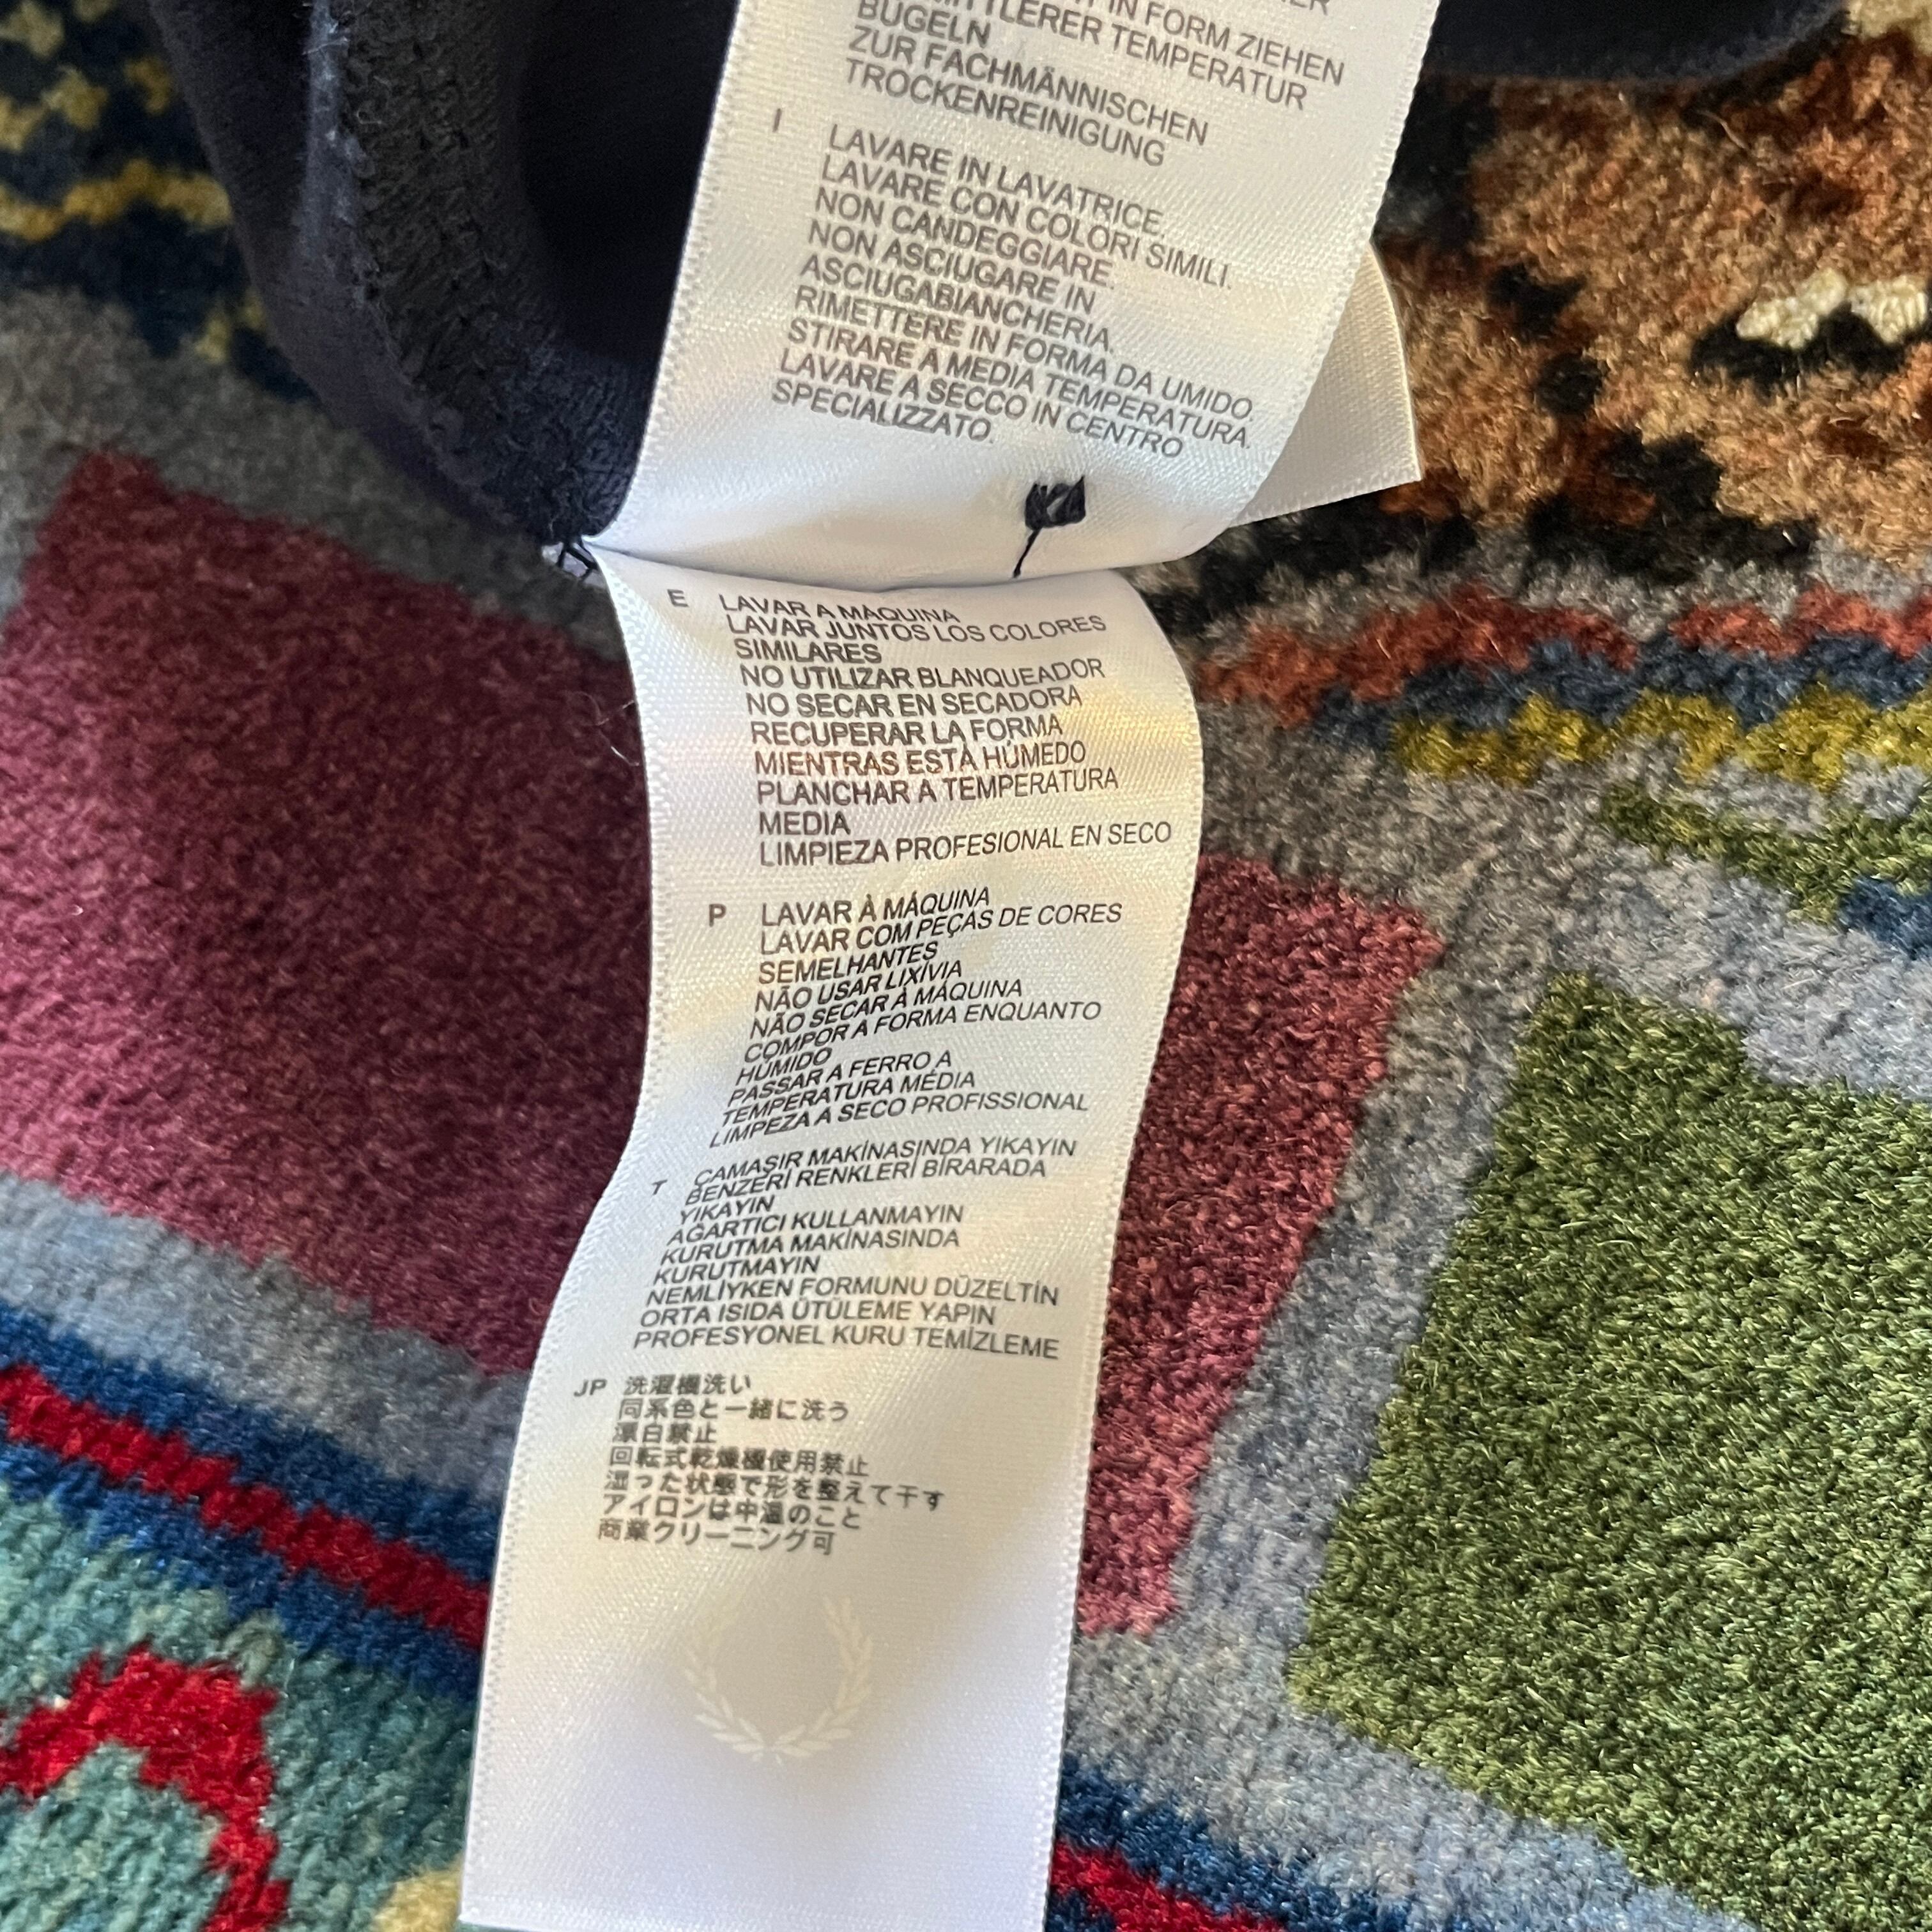 IN FORM ZIEHEN
MITTLERER TEMPERATUR
BÜGELN
ZUR FACHMÄNNISCHEN
TROCKENREINIGUNG
I LAVARE IN LAVATRICE.
LAVARE CON COLORI SIMILI.
NON CANDEGGIARE.
NON ASCIUGARE IN
ASCIUGABIANCHERIA.
RIMETTERE IN FORMA DA UMIDO.
STIRARE A MEDIA TEMPERATURA.
LAVARE A SECCO IN CENTRO
SPECIALIZZATO.
E LAVAR A MÁQUINA
LAVAR JUNTOS LOS COLORES
SIMILARES
NO UTILIZAR BLANQUEADOR
NO SECAR EN SECADORA
RECUPERAR LA FORMA
MIENTRAS ESTÁ HÚMEDO
PLANCHAR A TEMPERATURA
MEDIA
LIMPIEZA PROFESIONAL EN SECO
P LAVAR À MÁQUINA
LAVAR COM PEÇAS DE CORES
SEMELHANTES
NÃO USAR LIXÍVIA
NÃO SECAR À MÁQUINA
COMPOR A FORMA ENQUANTO
HÚMIDO
PASSAR A FERRO A
TEMPERATURA MÉDIA
LIMPEZA A SECO PROFISSIONAL
T ÇAMAŞIR MAKİNASINDA YIKAYIN
BENZERİ RENKLERİ BİRARADA
YIKAYIN
AĞARTICI KULLANMAYIN
KURUTMA MAKİNASINDA
KURUTMAYIN
NEMLİYKEN FORMUNU DÜZELTİN
ORTA ISIDA ÜTÜLEME YAPIN
PROFESYONEL KURU TEMİZLEME
JP 洗濯機洗い
同系色と一緒に洗う
漂白禁止
回転式乾燥機使用禁止
湿った状態で形を整えて干す
アイロンは中温のこと
商業クリーニング可